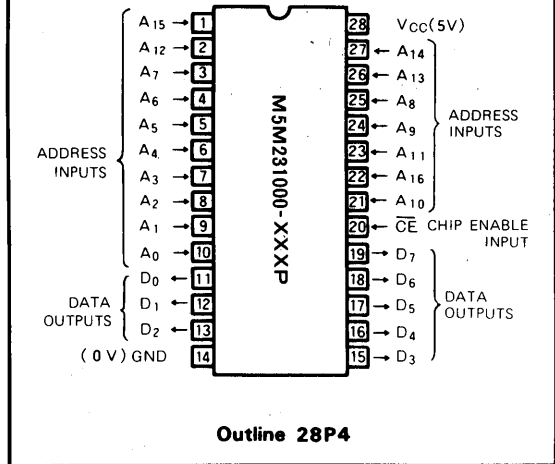 A15 → 1
A12 → 2
A7 → 3
A6 → 4
A5 → 5
A4 → 6
A3 → 7
A2 → 8
A1 → 9
A0 → 10
D0 ← 11
D1 ← 12
D2 ← 13
(0V) GND 14
ADDRESS
INPUTS
DATA
OUTPUTS
M5M231000-XXXP
28 VCC(5V)
27 ← A14
26 ← A13
25 ← A8
24 ← A9
23 ← A11
22 ← A16
21 ← A10
20 ← C̅E̅ CHIP ENABLE
INPUT
19 → D7
18 → D6
17 → D5
16 → D4
15 → D3
ADDRESS
INPUTS
DATA
OUTPUTS
Outline 28P4